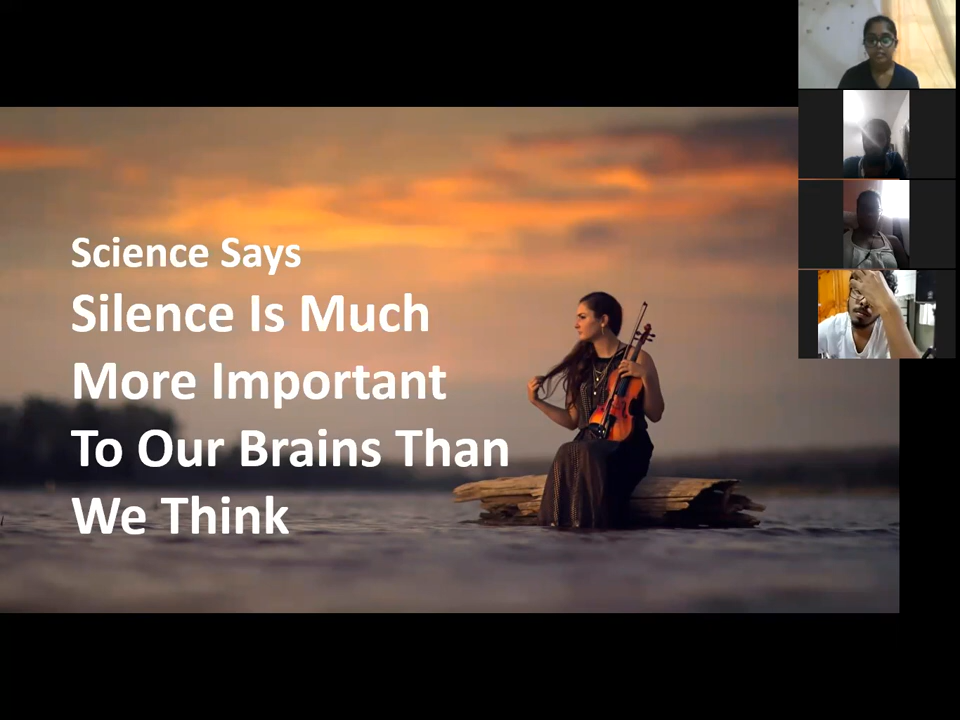 Science Says
Silence Is Much
More Important
To Our Brains Than
We Think